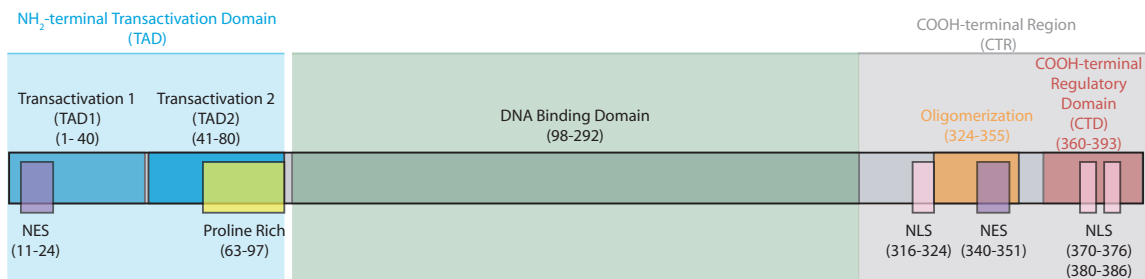 NH₂-terminal Transactivation Domain
(TAD)
COOH-terminal Region
(CTR)
Transactivation 1
(TAD1)
(1- 40)
Transactivation 2
(TAD2)
(41-80)
DNA Binding Domain
(98-292)
Oligomerization
(324-355)
COOH-terminal
Regulatory
Domain
(CTD)
(360-393)
NES
(11-24)
Proline Rich
(63-97)
NLS
(316-324)
NES
(340-351)
NLS
(370-376)
(380-386)